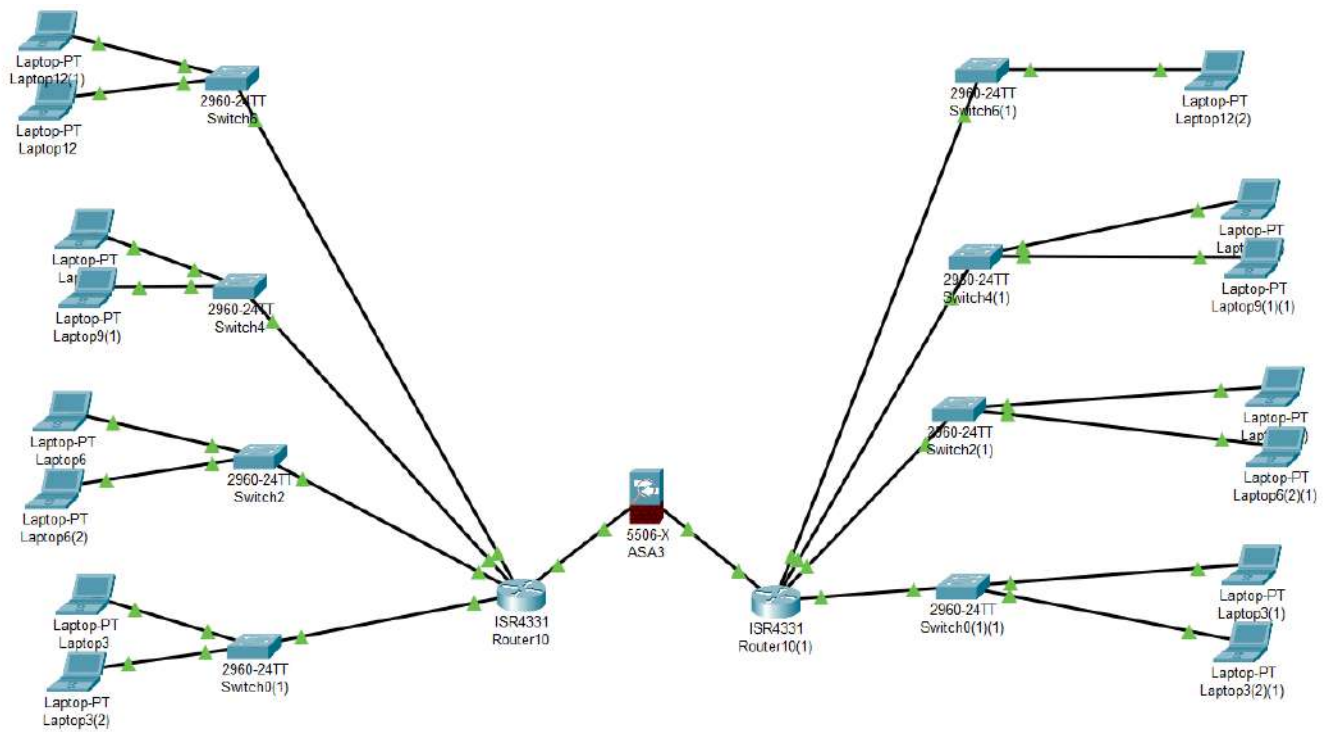 Laptop-PT
Laptop12(1)
Laptop-PT
Laptop12
2960-24TT
Switch6
2960-24TT
Switch6(1)
Laptop-PT
Laptop12(2)
Laptop-PT
Laptop-PT
Laptop9(1)
2960-24TT
Switch4
2960-24TT
Switch4(1)
Laptop-PT
Laptop-PT
Laptop9(1)(1)
Laptop-PT
Laptop6
Laptop-PT
Laptop6(2)
2960-24TT
Switch2
2960-24TT
Switch2(1)
Laptop-PT
Laptop-PT
Laptop6(2)(1)
5506-X
ASA3
Laptop-PT
Laptop3
Laptop-PT
Laptop3(2)
2960-24TT
Switch0(1)
ISR4331
Router10
ISR4331
Router10(1)
2960-24TT
Switch0(1)(1)
Laptop-PT
Laptop3(1)
Laptop-PT
Laptop3(2)(1)